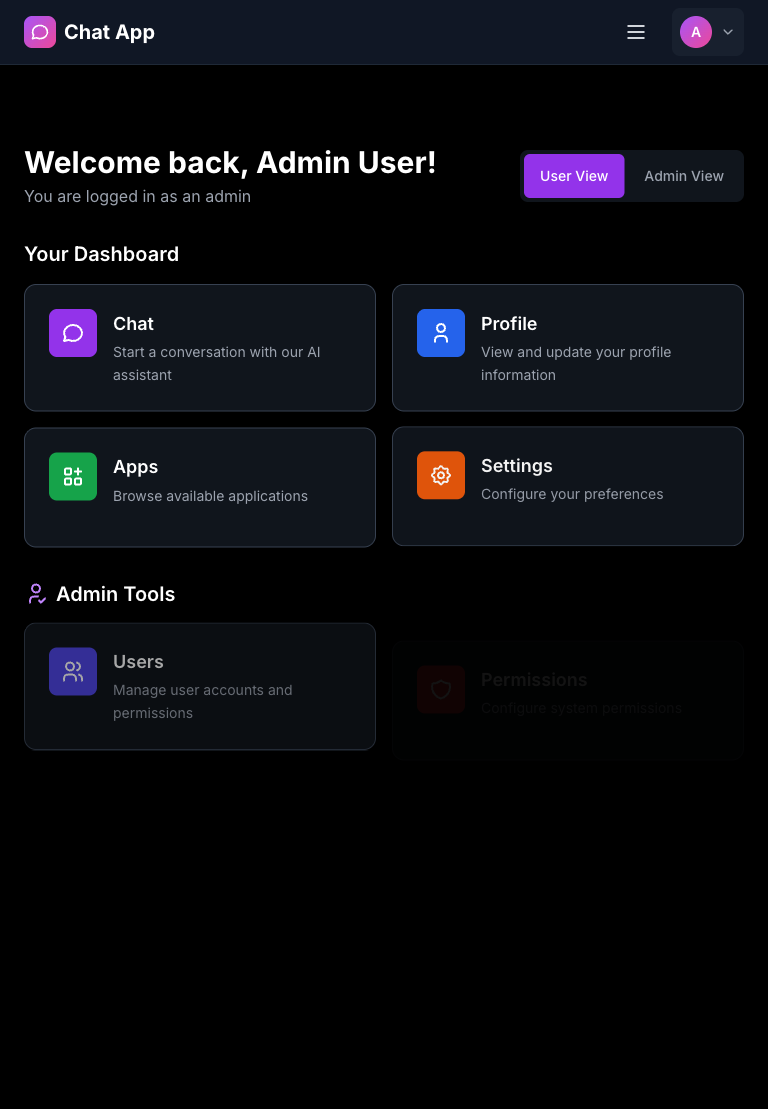 Chat App
A
Welcome back, Admin User!
You are logged in as an admin
User View
Admin View
Your Dashboard
Chat
Start a conversation with our AI
assistant
Profile
View and update your profile
information
Apps
Browse available applications
Settings
Configure your preferences
Admin Tools
Users
Manage user accounts and
permissions
Permissions
Configure system permissions